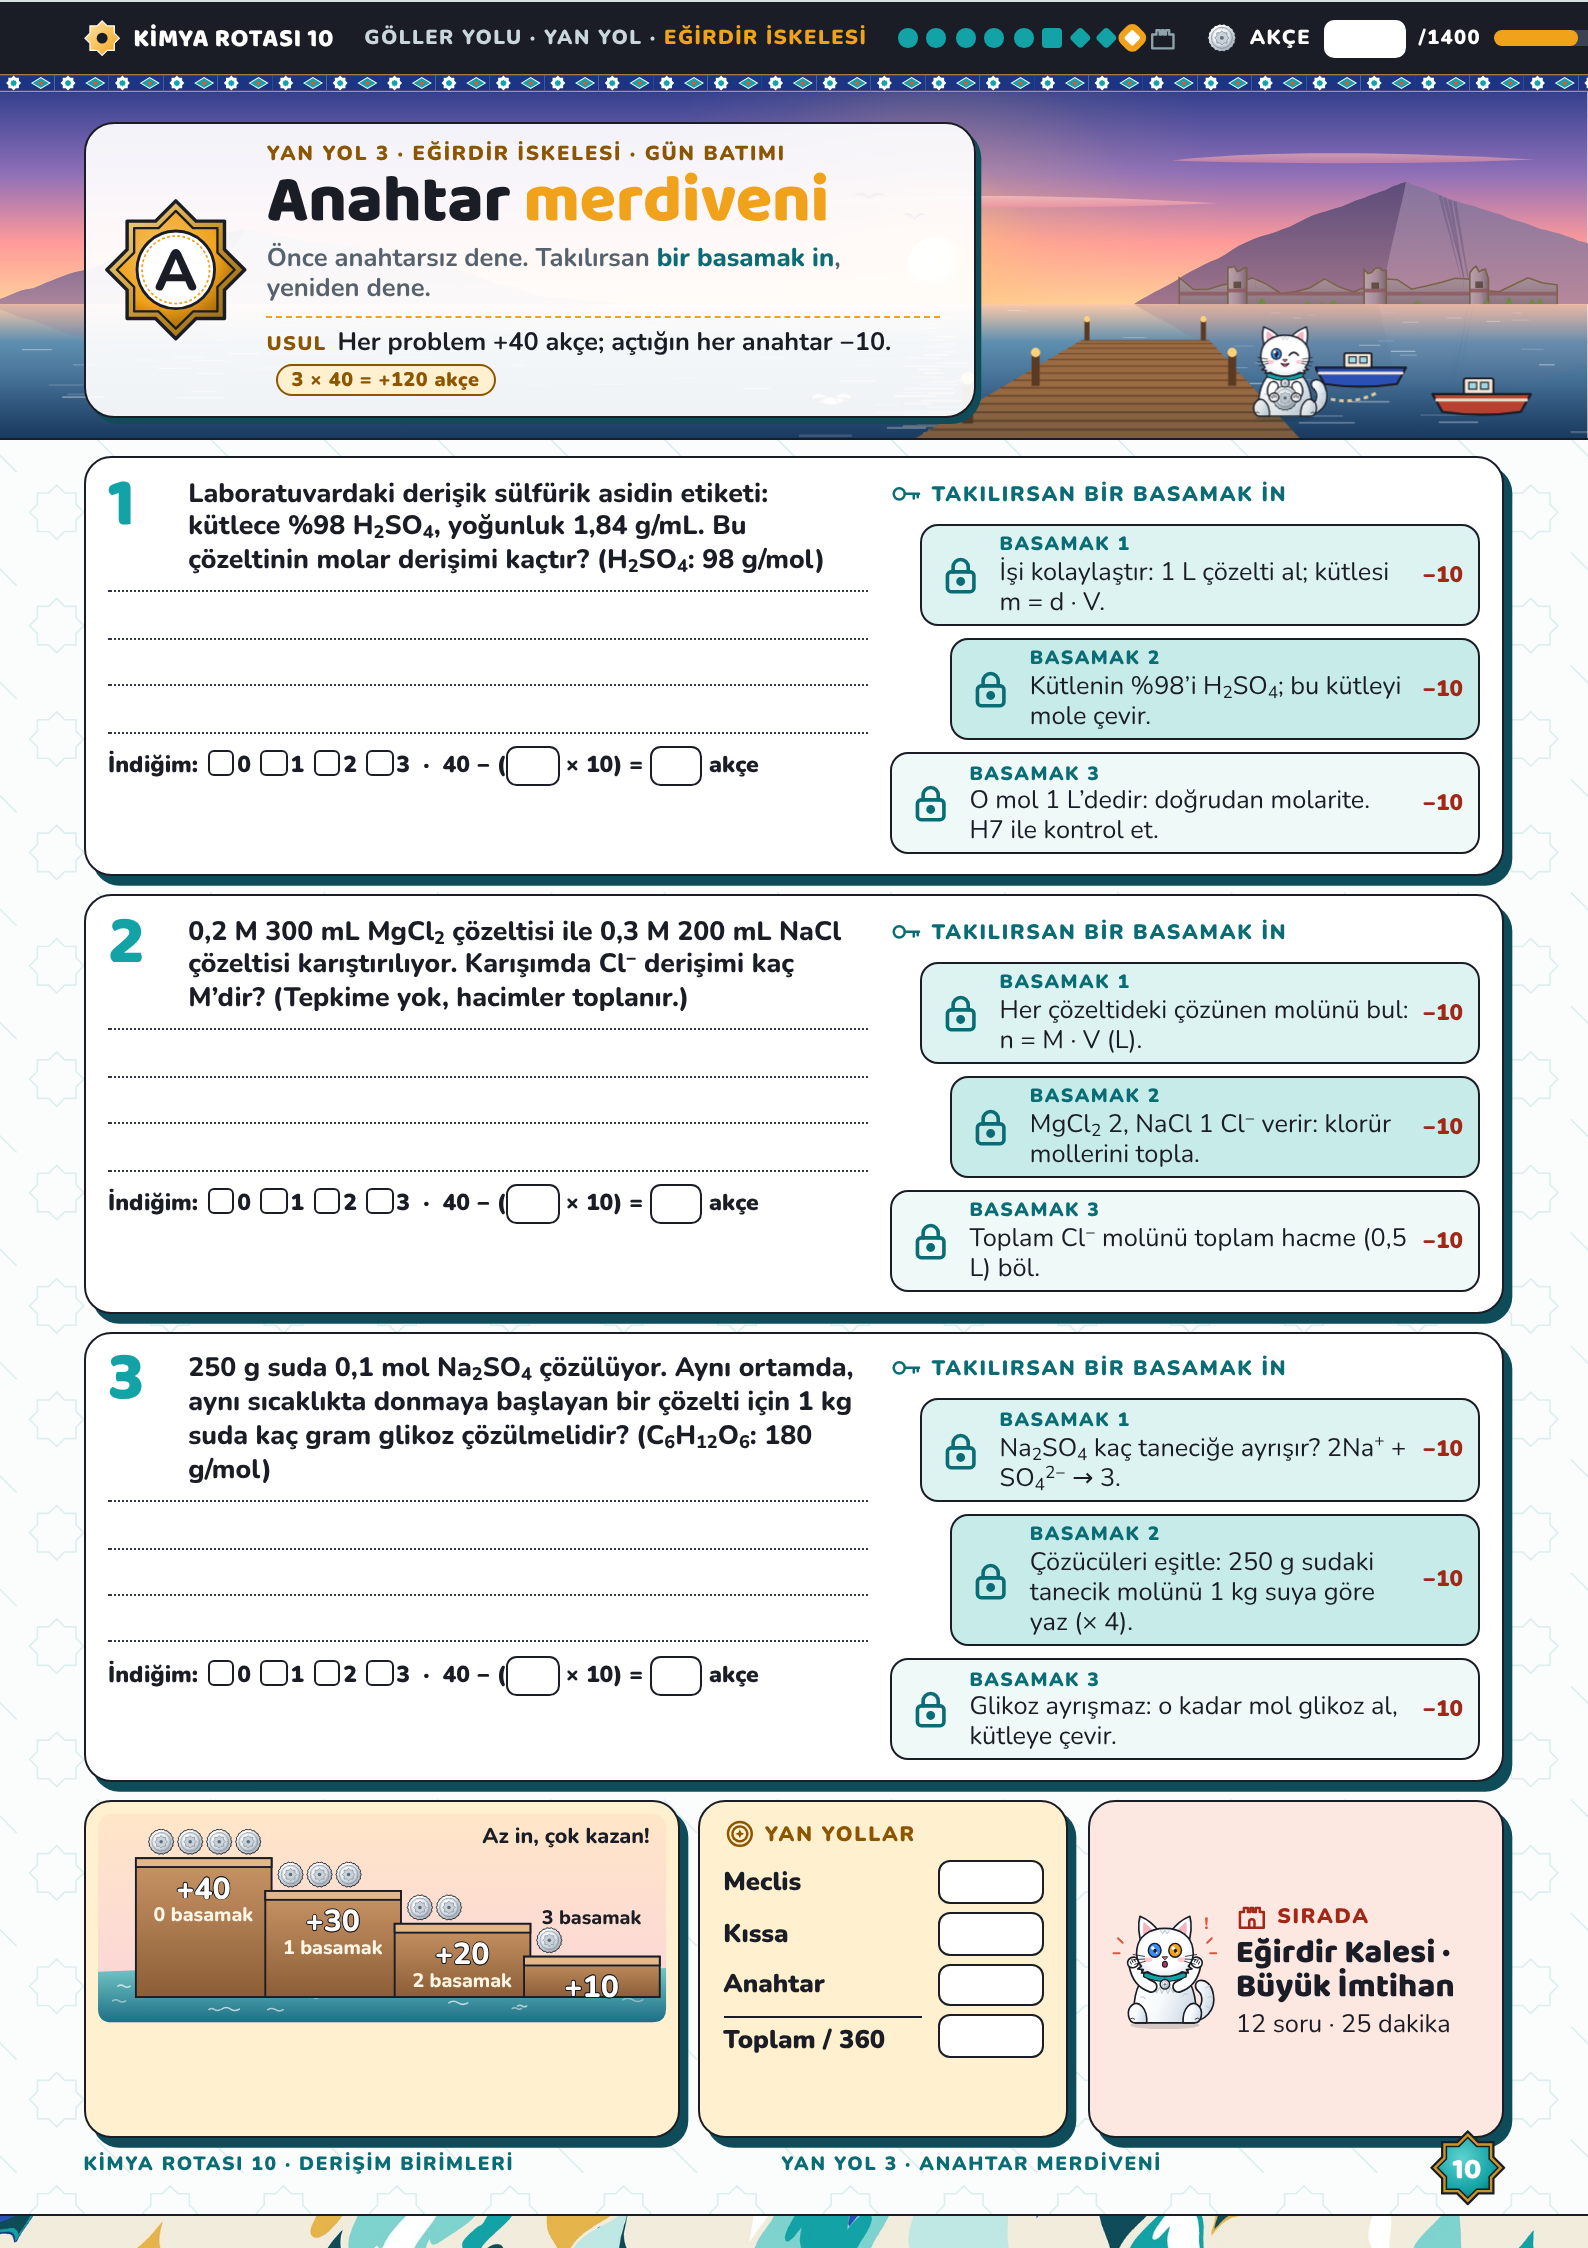 KİMYA ROTASI 10 GÖLLER YOLU · YAN YOL · EĞİRDİR İSKELESİ AKÇE /1400
YAN YOL 3 · EĞİRDİR İSKELESİ · GÜN BATIMI
Anahtar merdiveni
A
Önce anahtarsız dene. Takılırsan bir basamak in,
yeniden dene.
USUL Her problem +40 akçe; açtığın her anahtar −10.
3 × 40 = +120 akçe
1
Laboratuvardaki derişik sülfürik asidin etiketi:
kütlece %98 H₂SO₄, yoğunluk 1,84 g/mL. Bu
çözeltinin molar derişimi kaçtır? (H₂SO₄: 98 g/mol)
İndiğim: 0 1 2 3 · 40 − ( × 10) = akçe
TAKILIRSAN BİR BASAMAK İN
BASAMAK 1
İşi kolaylaştır: 1 L çözelti al; kütlesi
m = d · V.
−10
BASAMAK 2
Kütlenin %98’i H₂SO₄; bu kütleyi
mole çevir.
−10
BASAMAK 3
O mol 1 L’dedir: doğrudan molarite.
H7 ile kontrol et.
−10
2
0,2 M 300 mL MgCl₂ çözeltisi ile 0,3 M 200 mL NaCl
çözeltisi karıştırılıyor. Karışımda Cl⁻ derişimi kaç
M’dir? (Tepkime yok, hacimler toplanır.)
İndiğim: 0 1 2 3 · 40 − ( × 10) = akçe
TAKILIRSAN BİR BASAMAK İN
BASAMAK 1
Her çözeltideki çözünen molünü bul:
n = M · V (L).
−10
BASAMAK 2
MgCl₂ 2, NaCl 1 Cl⁻ verir: klorür
mollerini topla.
−10
BASAMAK 3
Toplam Cl⁻ molünü toplam hacme (0,5
L) böl.
−10
3
250 g suda 0,1 mol Na₂SO₄ çözülüyor. Aynı ortamda,
aynı sıcaklıkta donmaya başlayan bir çözelti için 1 kg
suda kaç gram glikoz çözülmelidir? (C₆H₁₂O₆: 180
g/mol)
İndiğim: 0 1 2 3 · 40 − ( × 10) = akçe
TAKILIRSAN BİR BASAMAK İN
BASAMAK 1
Na₂SO₄ kaç taneciğe ayrışır? 2Na⁺ +
SO₄²⁻ → 3.
−10
BASAMAK 2
Çözücüleri eşitle: 250 g sudaki
tanecik molünü 1 kg suya göre
yaz (× 4).
−10
BASAMAK 3
Glikoz ayrışmaz: o kadar mol glikoz al,
kütleye çevir.
−10
Az in, çok kazan!
+40
0 basamak
+30
1 basamak
+20
2 basamak
3 basamak
+10
YAN YOLLAR
Meclis
Kıssa
Anahtar
Toplam / 360
!
SIRADA
Eğirdir Kalesi ·
Büyük İmtihan
12 soru · 25 dakika
KİMYA ROTASI 10 · DERİŞİM BİRİMLERİ YAN YOL 3 · ANAHTAR MERDİVENİ 10